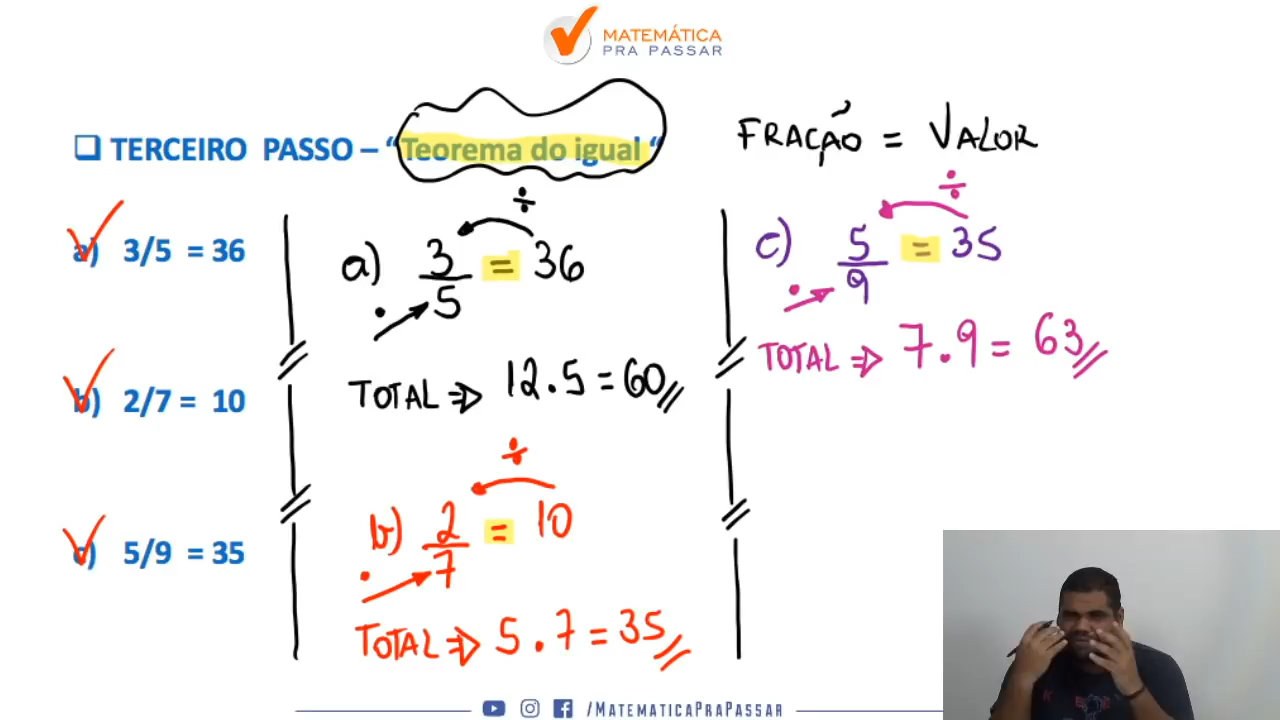 MATEMÁTICA
PRA PASSAR
TERCEIRO PASSO – “Teorema do igual “
FRAÇÃO = VALOR
a) 3/5 = 36
b) 2/7 = 10
c) 5/9 = 35
÷
a) 3/5 = 36
.
TOTAL ⇒ 12.5 = 60//
÷
b) 2/7 = 10
.
TOTAL ⇒ 5.7 = 35//
÷
c) 5/9 = 35
.
TOTAL ⇒ 7.9 = 63//
/MATEMATICAPRAPASSAR